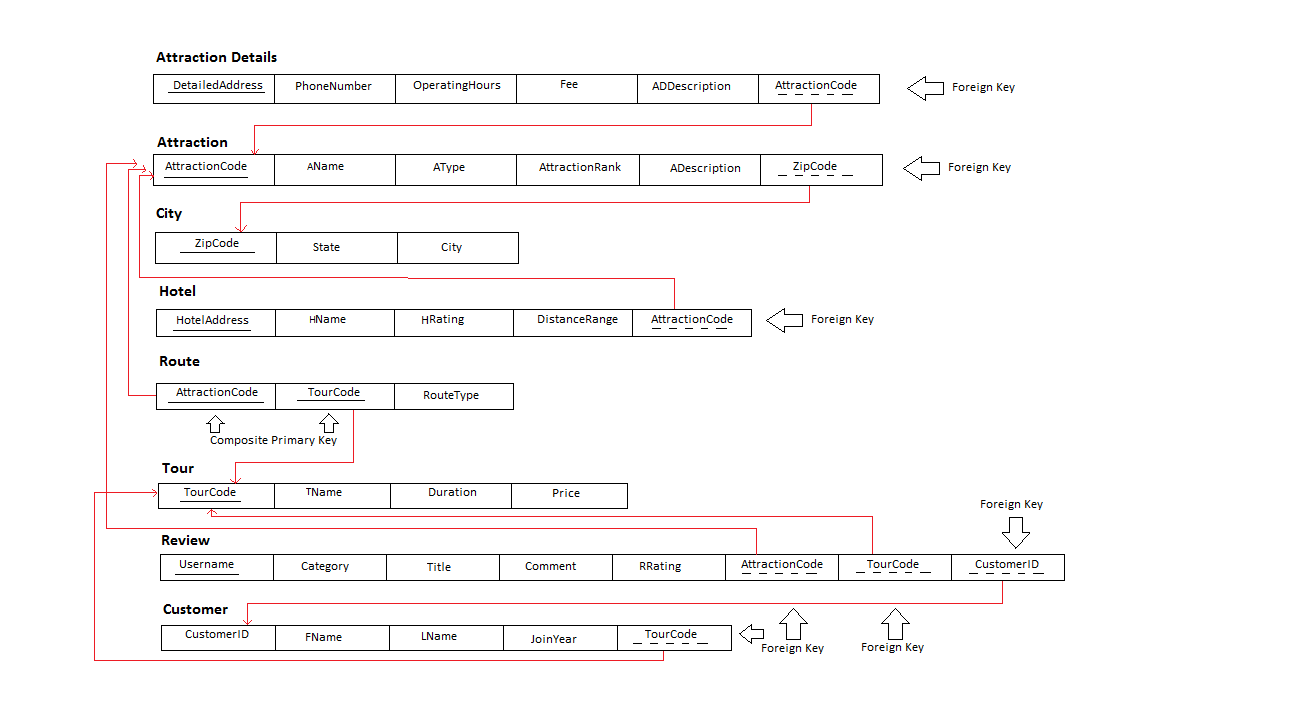 Attraction Details
DetailedAddress PhoneNumber OperatingHours Fee ADDescription AttractionCode Foreign Key
Attraction
AttractionCode AName AType AttractionRank ADescription ZipCode Foreign Key
City
ZipCode State City
Hotel
HotelAddress HName HRating DistanceRange AttractionCode Foreign Key
Route
AttractionCode TourCode RouteType
Composite Primary Key
Tour
TourCode TName Duration Price
Foreign Key
Review
Username Category Title Comment RRating AttractionCode TourCode CustomerID
Customer
CustomerID FName LName JoinYear TourCode
Foreign Key Foreign Key